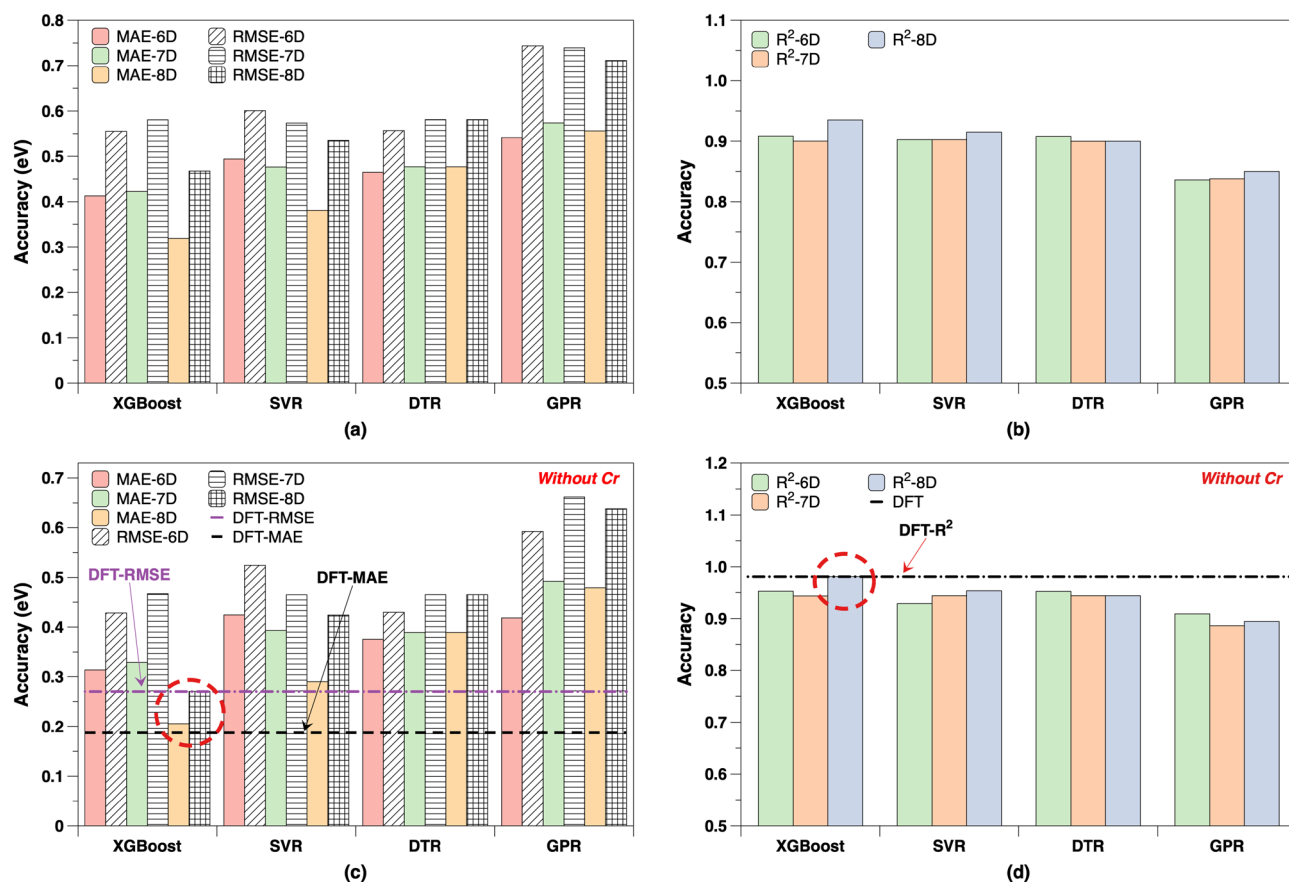 0.8
0.7
0.6
0.5
0.4
0.3
0.2
0.1
0
Accuracy (eV)
MAE-6D
MAE-7D
MAE-8D
RMSE-6D
RMSE-7D
RMSE-8D
XGBoost SVR DTR GPR
(a)
1.1
1.0
0.9
0.8
0.7
0.6
0.5
Accuracy
R²-6D
R²-7D
R²-8D
XGBoost SVR DTR GPR
(b)
0.7
0.6
0.5
0.4
0.3
0.2
0.1
0
Accuracy (eV)
MAE-6D
MAE-7D
MAE-8D
RMSE-6D
RMSE-7D
RMSE-8D
DFT-RMSE
DFT-MAE
Without Cr
DFT-RMSE
DFT-MAE
XGBoost SVR DTR GPR
(c)
1.2
1.1
1.0
0.9
0.8
0.7
0.6
0.5
Accuracy
R²-6D
R²-7D
R²-8D
DFT
Without Cr
DFT-R²
XGBoost SVR DTR GPR
(d)